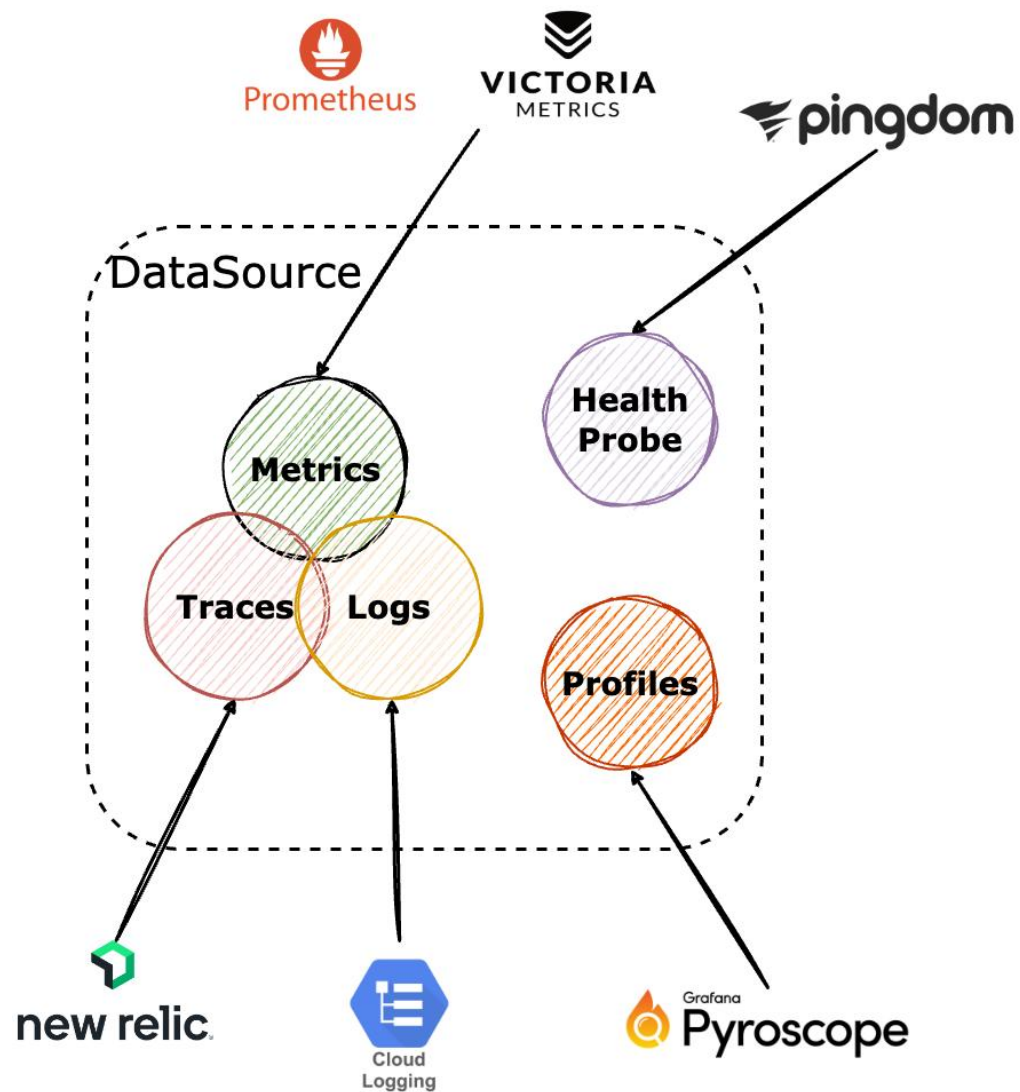 Prometheus
VICTORIA
METRICS
pingdom
DataSource
Health
Probe
Metrics
Traces
Logs
Profiles
new relic.
Cloud
Logging
Grafana
Pyroscope